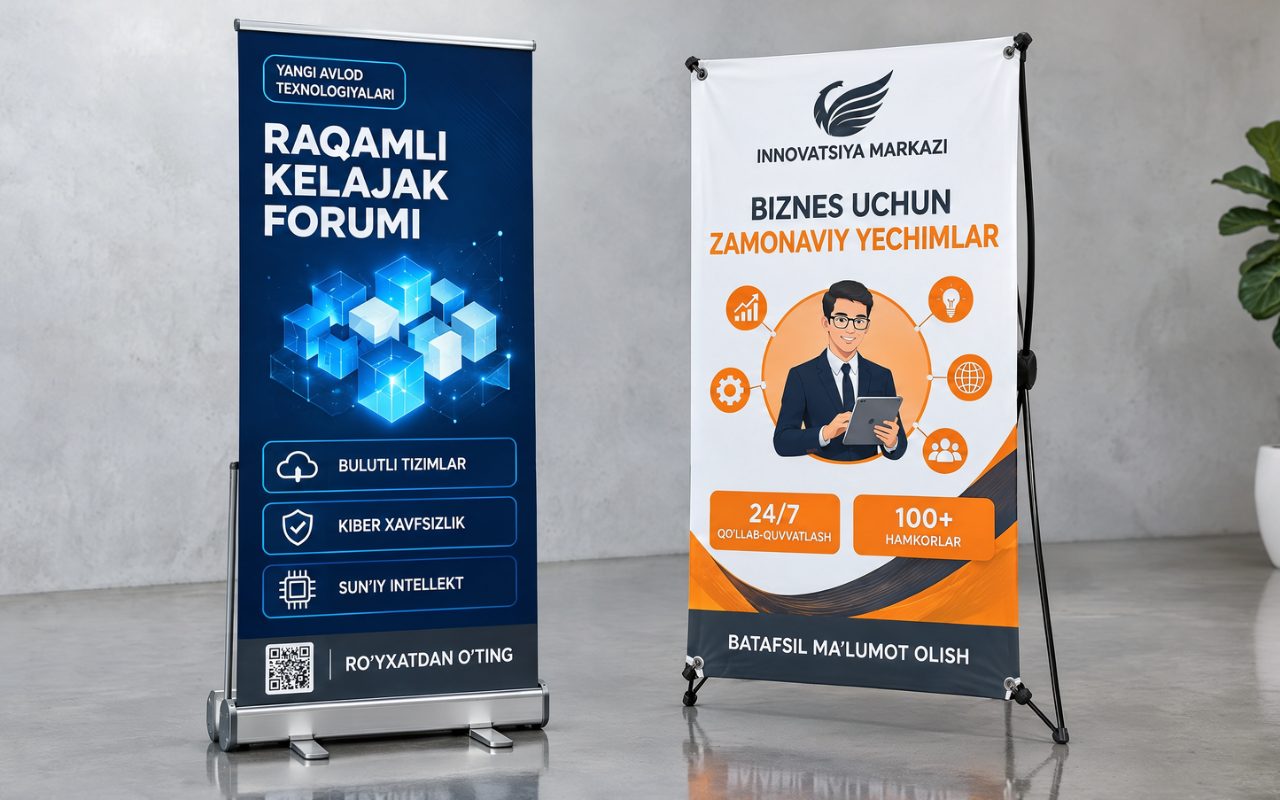 YANGI AVLOD
TEXNOLOGIYALARI
RAQAMLI
KELAJAK
FORUMI
BULUTLI TIZIMLAR
KIBER XAVFSIZLIK
SUN'IY INTELLEKT
RO'YXATDAN O'TING
INNOVATSIYA MARKAZI
BIZNES UCHUN
ZAMONAVIY YECHIMLAR
24/7
QO'LLAB-QUVVATLASH
100+
HAMKORLAR
BATAFSIL MA'LUMOT OLISH